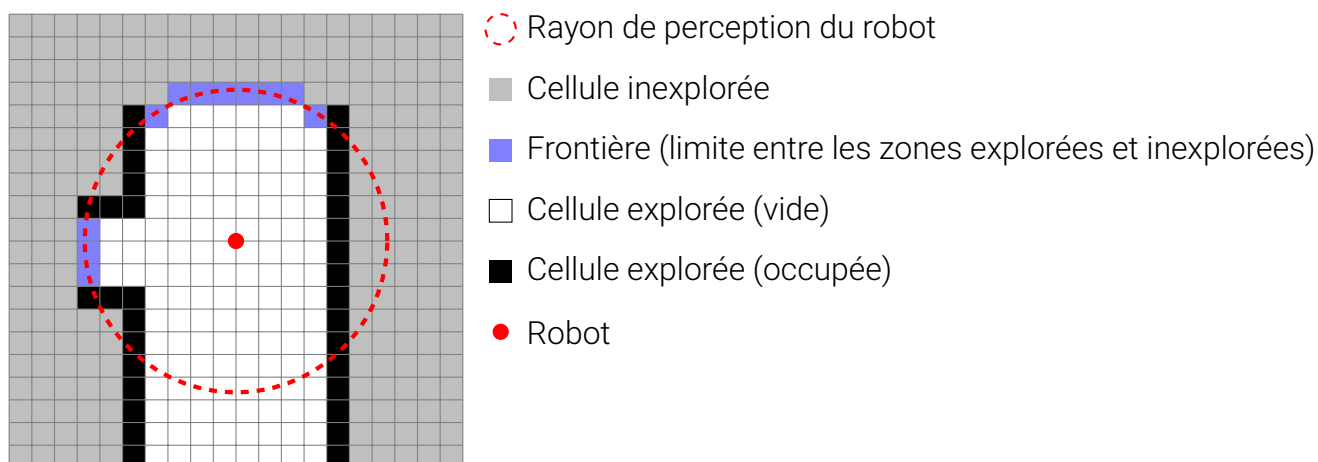 Rayon de perception du robot
Cellule inexplorée
Frontière (limite entre les zones explorées et inexplorées)
Cellule explorée (vide)
Cellule explorée (occupée)
Robot